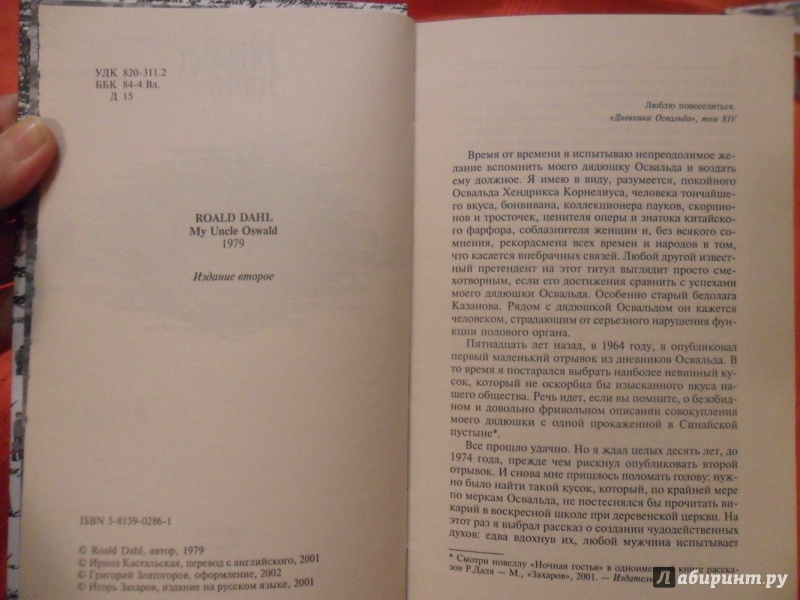 УДК 820-311.2
ББК 84-4 Вл.
Д 15
ROALD DAHL
My Uncle Oswald
1979
Издание второе
ISBN 5-8159-0286-1
© Roald Dahl, автор, 1979
© Ирина Кастальская, перевод с английского, 2001
© Григорий Златогоров, оформление, 2002
© Игорь Захаров, издание на русском языке, 2001
Люблю повеселиться.
«Дневники Освальда», том XIV
Время от времени я испытываю непреодолимое же-
лание вспомнить моего дядюшку Освальда и воздать
ему должное. Я имею в виду, разумеется, покойного
Освальда Хендрикса Корнелиуса, человека тончайше-
го вкуса, бонвивана, коллекционера пауков, скорпио-
нов и тросточек, ценителя оперы и знатока китайско-
го фарфора, соблазнителя женщин и, без всякого со-
мнения, рекордсмена всех времен и народов в том,
что касается внебрачных связей. Любой другой извест-
ный претендент на этот титул выглядит просто сме-
хотворным, если его достижения сравнить с успехами
моего дядюшки Освальда. Особенно старый бедолага
Казанова. Рядом с дядюшкой Освальдом он кажется
человеком, страдающим от серьезного нарушения фун-
кции полового органа.
Пятнадцать лет назад, в 1964 году, я опубликовал
первый маленький отрывок из дневников Освальда. В
то время я постарался выбрать наиболее невинный ку-
сок, который не оскорбил бы изысканного вкуса на-
шего общества. Речь идет, если вы помните, о безобид-
ном и довольно фривольном описании совокупления
моего дядюшки с одной прокаженной в Синайской
пустыне*.
Все прошло удачно. Но я ждал целых десять лет, до
1974 года, прежде чем рискнул опубликовать второй
отрывок. И снова мне пришлось поломать голову: нуж-
но было найти такой кусок, который, по крайней мере
по меркам Освальда, не постеснялся бы прочитать ви-
карий в воскресной школе при деревенской церкви. На
этот раз я выбрал рассказ о создании чудодейственных
духов: едва вдохнув их, любой мужчина испытывает
* Смотри новеллу «Ночная гостья» в одноименной книге расска-
зов Р.Даля — М., «Захаров», 2001. — Издатель
Лабиринт.ру